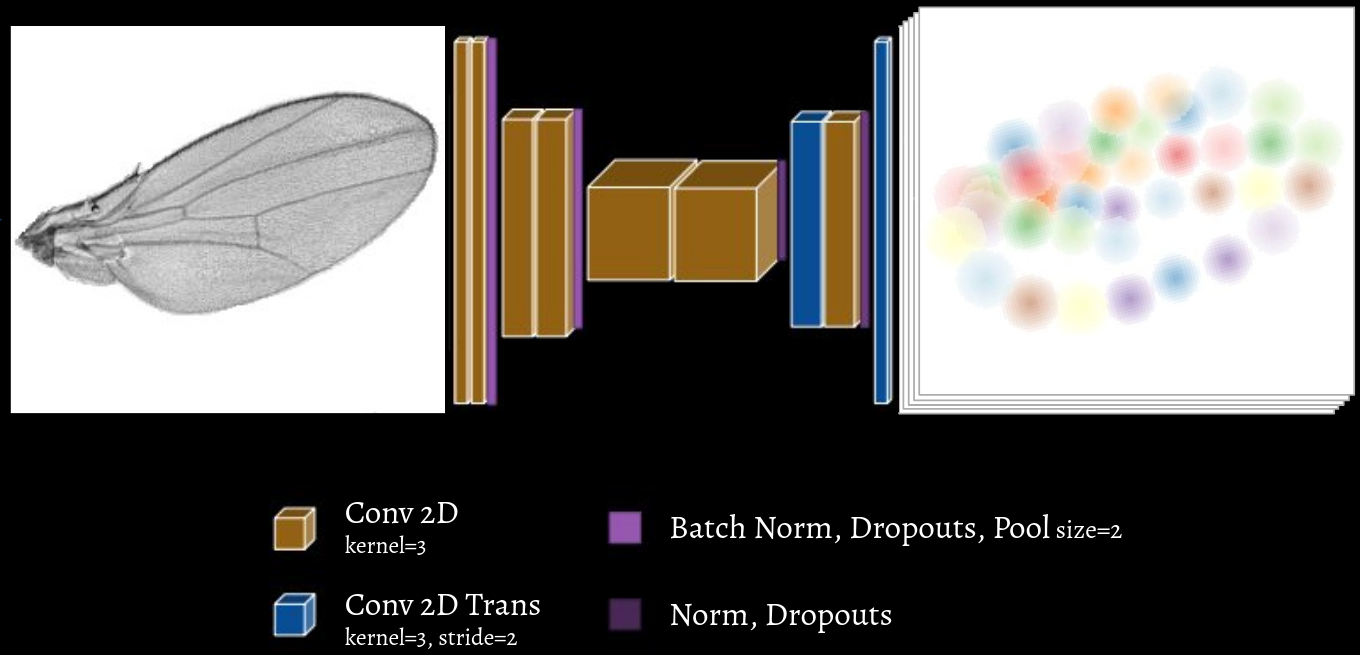 Conv 2D
kernel=3
Batch Norm, Dropouts, Pool size=2
Conv 2D Trans
kernel=3, stride=2
Norm, Dropouts